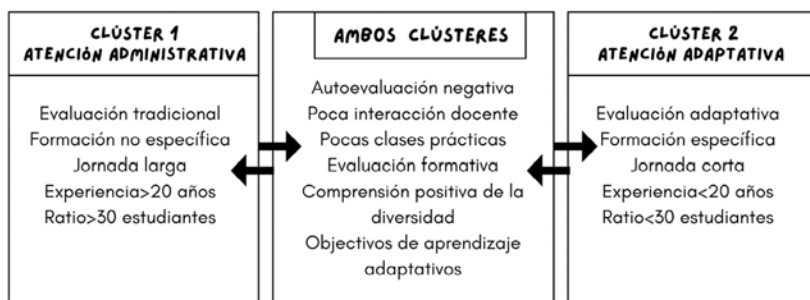 CLÚSTER 1
ATENCIÓN ADMINISTRATIVA
Evaluación tradicional
Formación no específica
Jornada larga
Experiencia>20 años
Ratio>30 estudiantes
AMBOS CLÚSTERES
Autoevaluación negativa
Poca interacción docente
Pocas clases prácticas
Evaluación formativa
Comprensión positiva de la
diversidad
Objectivos de aprendizaje
adaptativos
CLÚSTER 2
ATENCIÓN ADAPTATIVA
Evaluación adaptativa
Formación específica
Jornada corta
Experiencia<20 años
Ratio<30 estudiantes